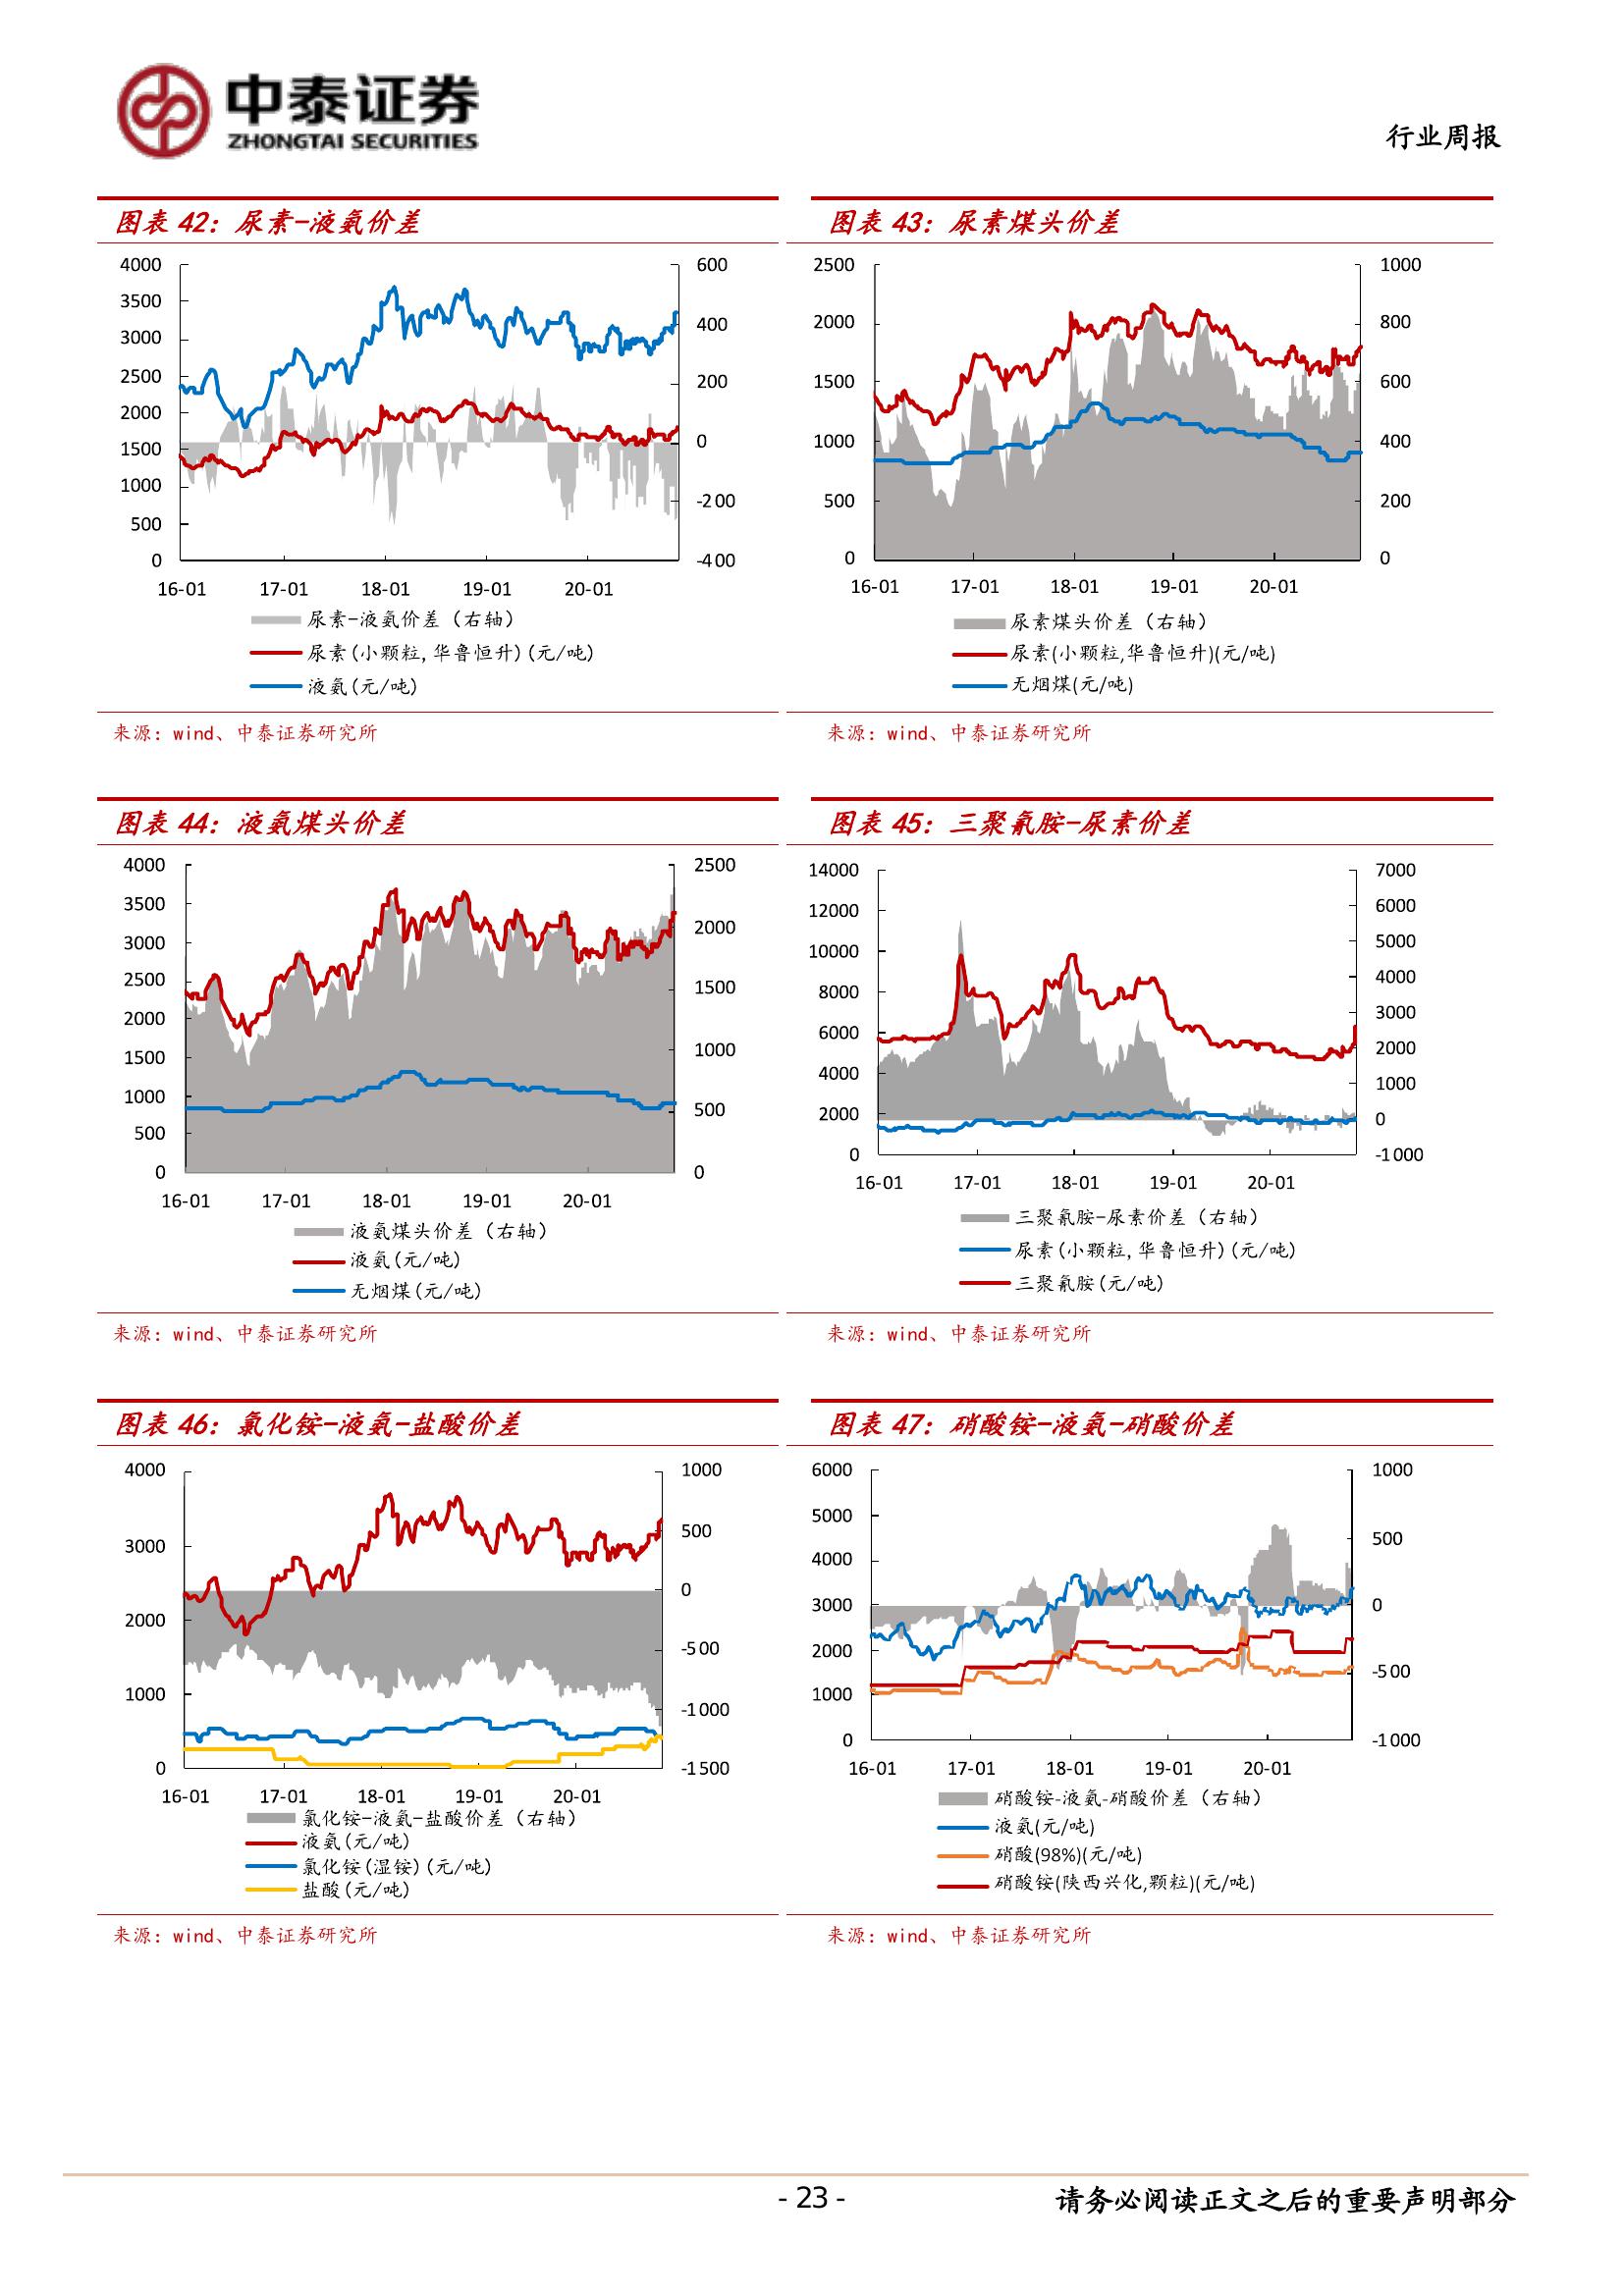 中泰证券
ZHONGTAI SECURITIES
行业周报
图表 42：尿素-液氨价差
4000
3500
3000
2500
2000
1500
1000
500
0
600
400
200
0
-200
-400
16-01 17-01 18-01 19-01 20-01
尿素-液氨价差（右轴）
尿素(小颗粒,华鲁恒升)(元/吨)
液氨(元/吨)
来源：wind、中泰证券研究所
图表 43：尿素煤头价差
2500
2000
1500
1000
500
0
1000
800
600
400
200
0
16-01 17-01 18-01 19-01 20-01
尿素煤头价差（右轴）
尿素(小颗粒,华鲁恒升)(元/吨)
无烟煤(元/吨)
来源：wind、中泰证券研究所
图表 44：液氨煤头价差
4000
3500
3000
2500
2000
1500
1000
500
0
2500
2000
1500
1000
500
0
16-01 17-01 18-01 19-01 20-01
液氨煤头价差（右轴）
液氨(元/吨)
无烟煤(元/吨)
来源：wind、中泰证券研究所
图表 45：三聚氰胺-尿素价差
14000
12000
10000
8000
6000
4000
2000
0
7000
6000
5000
4000
3000
2000
1000
0
-1000
16-01 17-01 18-01 19-01 20-01
三聚氰胺-尿素价差（右轴）
尿素(小颗粒,华鲁恒升)(元/吨)
三聚氰胺(元/吨)
来源：wind、中泰证券研究所
图表 46：氯化铵-液氨-盐酸价差
4000
3000
2000
1000
0
1000
500
0
-500
-1000
-1500
16-01 17-01 18-01 19-01 20-01
氯化铵-液氨-盐酸价差（右轴）
液氨(元/吨)
氯化铵(湿铵)(元/吨)
盐酸(元/吨)
来源：wind、中泰证券研究所
图表 47：硝酸铵-液氨-硝酸价差
6000
5000
4000
3000
2000
1000
0
1000
500
0
-500
-1000
16-01 17-01 18-01 19-01 20-01
硝酸铵-液氨-硝酸价差（右轴）
液氨(元/吨)
硝酸(98%)(元/吨)
硝酸铵(陕西兴化,颗粒)(元/吨)
来源：wind、中泰证券研究所
- 23 -
请务必阅读正文之后的重要声明部分